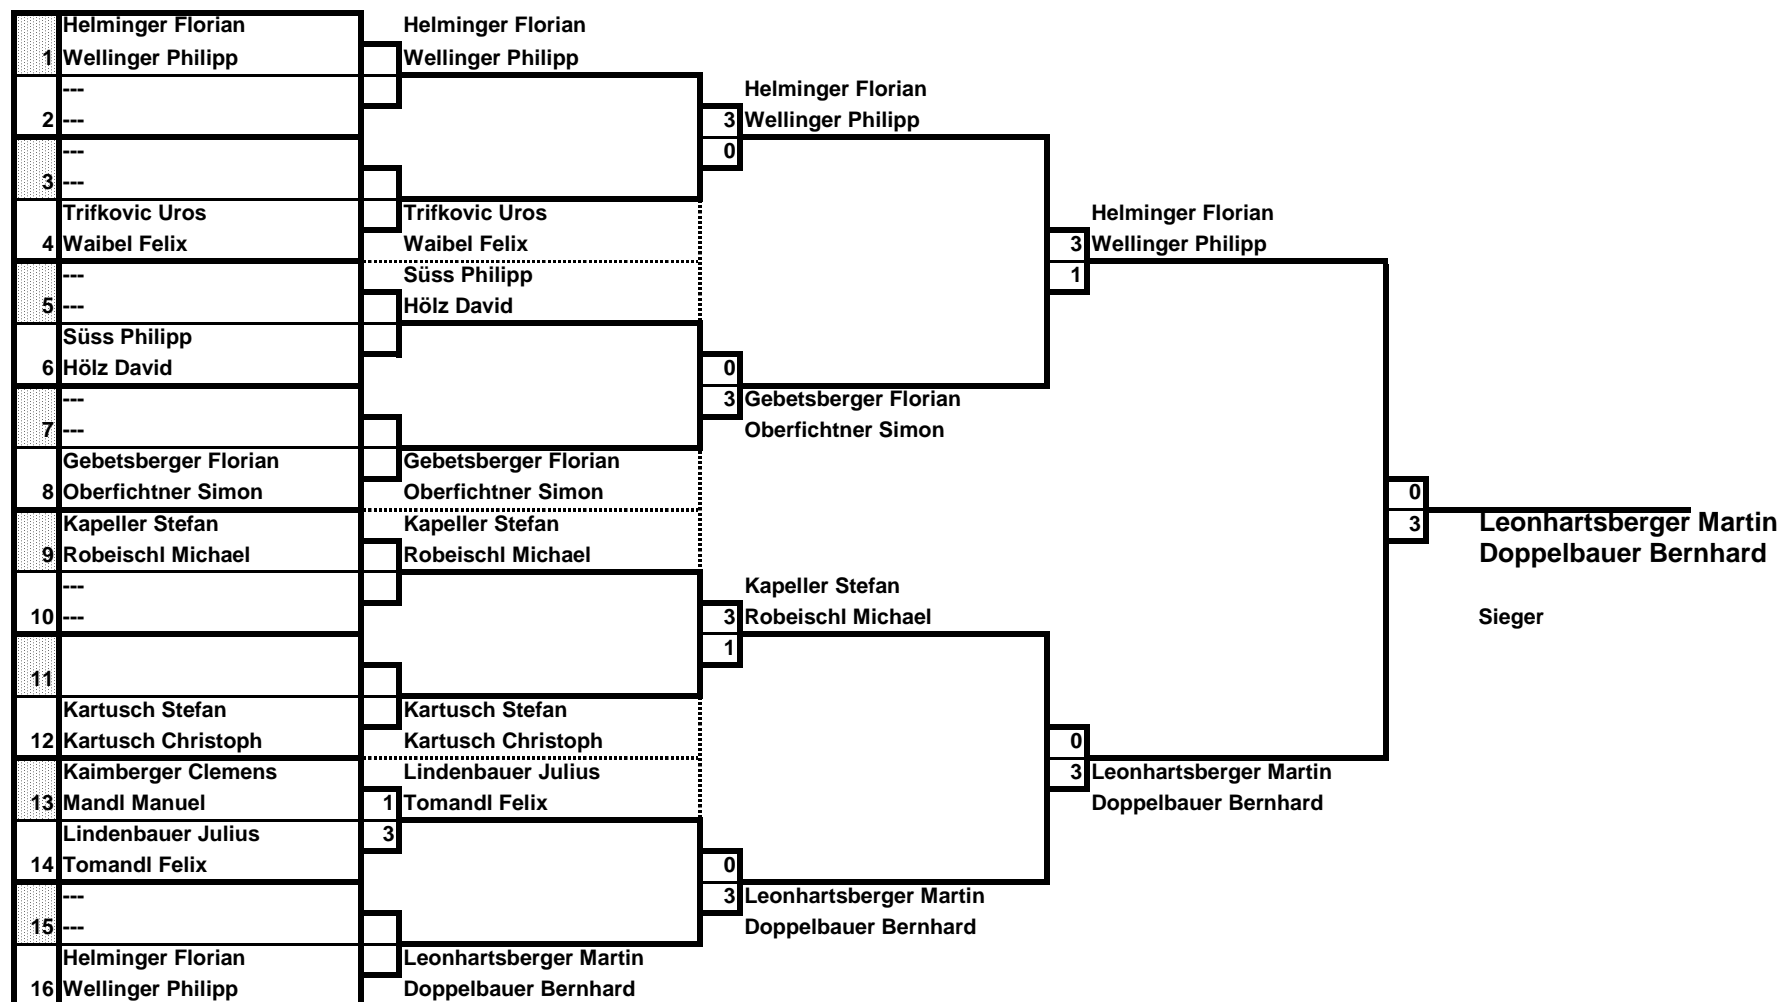 Helminger Florian Helminger Florian
1 Wellinger Philipp Wellinger Philipp
--- Helminger Florian
2 --- 3 Wellinger Philipp
--- 0
3 ---
Trifkovic Uros Trifkovic Uros Helminger Florian
4 Waibel Felix Waibel Felix 3 Wellinger Philipp
--- Süss Philipp 1
5 --- Hölz David
Süss Philipp
6 Hölz David 0
--- 3 Gebetsberger Florian
7 --- Oberfichtner Simon
Gebetsberger Florian Gebetsberger Florian
8 Oberfichtner Simon Oberfichtner Simon 0
Kapeller Stefan Kapeller Stefan 3 Leonhartsberger Martin
9 Robeischl Michael Robeischl Michael Doppelbauer Bernhard
--- Kapeller Stefan
10 --- 3 Robeischl Michael Sieger
1
11
Kartusch Stefan Kartusch Stefan
12 Kartusch Christoph Kartusch Christoph 0
Kaimberger Clemens Lindenbauer Julius 3 Leonhartsberger Martin
13 Mandl Manuel 1 Tomandl Felix Doppelbauer Bernhard
Lindenbauer Julius 3
14 Tomandl Felix 0
--- 3 Leonhartsberger Martin
15 --- Doppelbauer Bernhard
Helminger Florian Leonhartsberger Martin
16 Wellinger Philipp Doppelbauer Bernhard